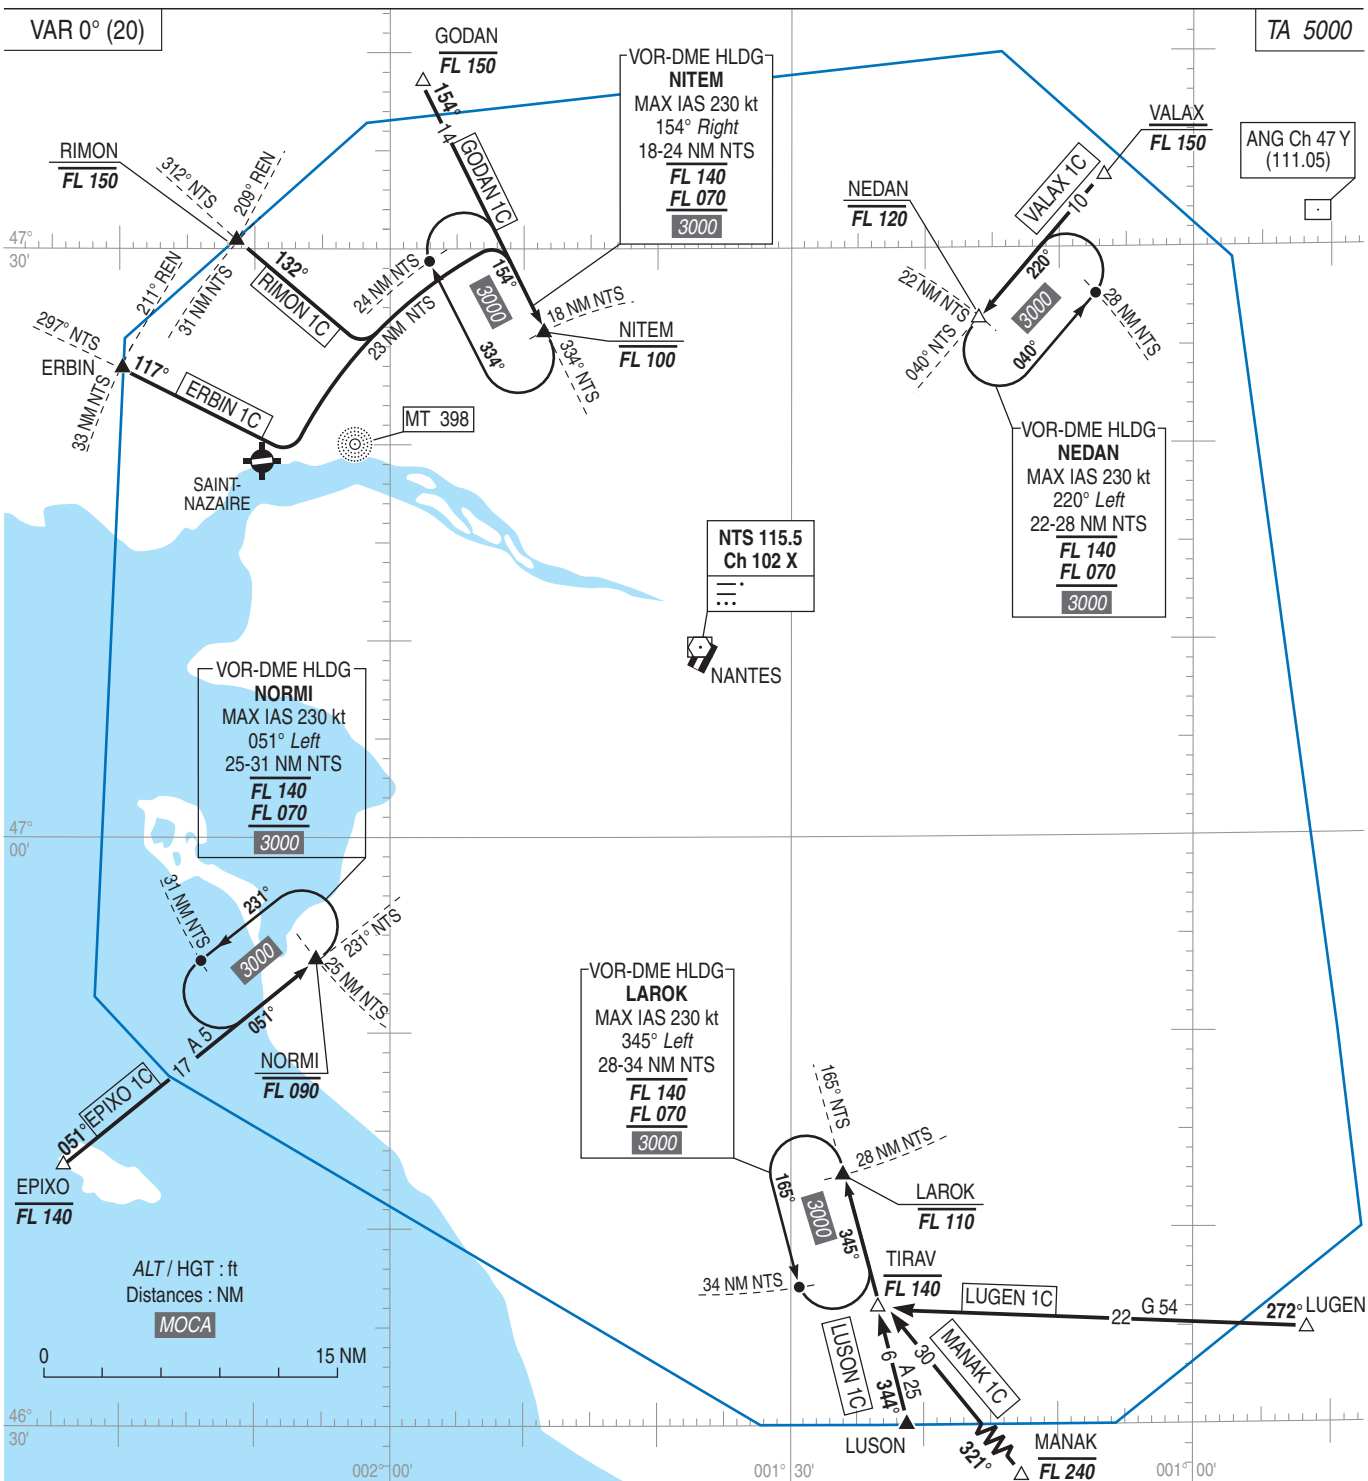 VAR 0° (20)
TA 5000
GODAN
FL 150
154°
14
GODAN 1C
VOR-DME HLDG
NITEM
MAX IAS 230 kt
154° Right
18-24 NM NTS
FL 140
FL 070
3000
VALAX
FL 150
ANG Ch 47 Y
(111.05)
RIMON
FL 150
312° NTS
209° REN
NEDAN
FL 120
VALAX 1C
10
220°
3000
040°
22 NM NTS
040° NTS
28 NM NTS
47°
30'
132°
RIMON 1C
31 NM NTS
211° REN
297° NTS
ERBIN
33 NM NTS
117°
ERBIN 1C
24 NM NTS
23 NM NTS
3000
154°
334°
18 NM NTS
334° NTS
NITEM
FL 100
MT 398
SAINT-
NAZAIRE
VOR-DME HLDG
NEDAN
MAX IAS 230 kt
220° Left
22-28 NM NTS
FL 140
FL 070
3000
NTS 115.5
Ch 102 X
NANTES
VOR-DME HLDG
NORMI
MAX IAS 230 kt
051° Left
25-31 NM NTS
FL 140
FL 070
3000
47°
00'
31 NM NTS
231°
3000
231° NTS
25 NM NTS
051°
A 5
17
EPIXO 1C
051°
NORMI
FL 090
EPIXO
FL 140
VOR-DME HLDG
LAROK
MAX IAS 230 kt
345° Left
28-34 NM NTS
FL 140
FL 070
3000
165° NTS
28 NM NTS
165°
3000
345°
LAROK
FL 110
34 NM NTS
TIRAV
FL 140
LUGEN 1C
22
G 54
272°
LUGEN
LUSON 1C
6
A 25
344°
LUSON
30
MANAK 1C
321°
MANAK
FL 240
ALT / HGT : ft
Distances : NM
MOCA
0
15 NM
46°
30'
002° 00'
001° 30'
001° 00'